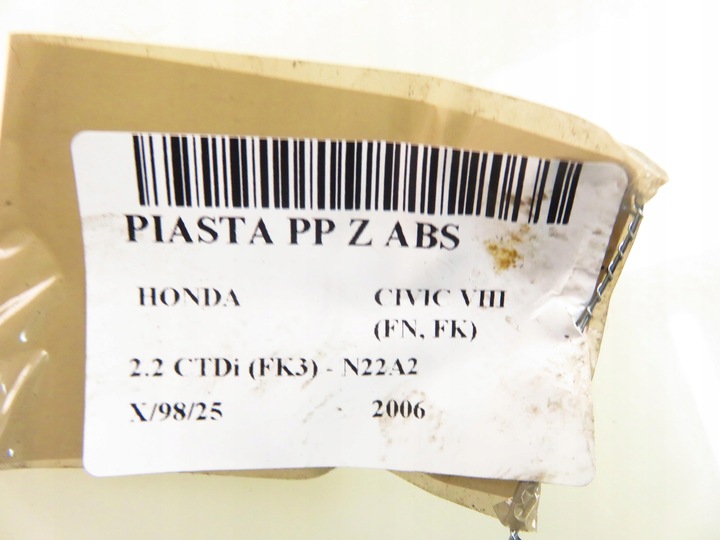 PIASTA PP Z ABS
HONDA CIVIC VIII
(FN, FK)
2.2 CTDi (FK3) - N22A2
X/98/25 2006